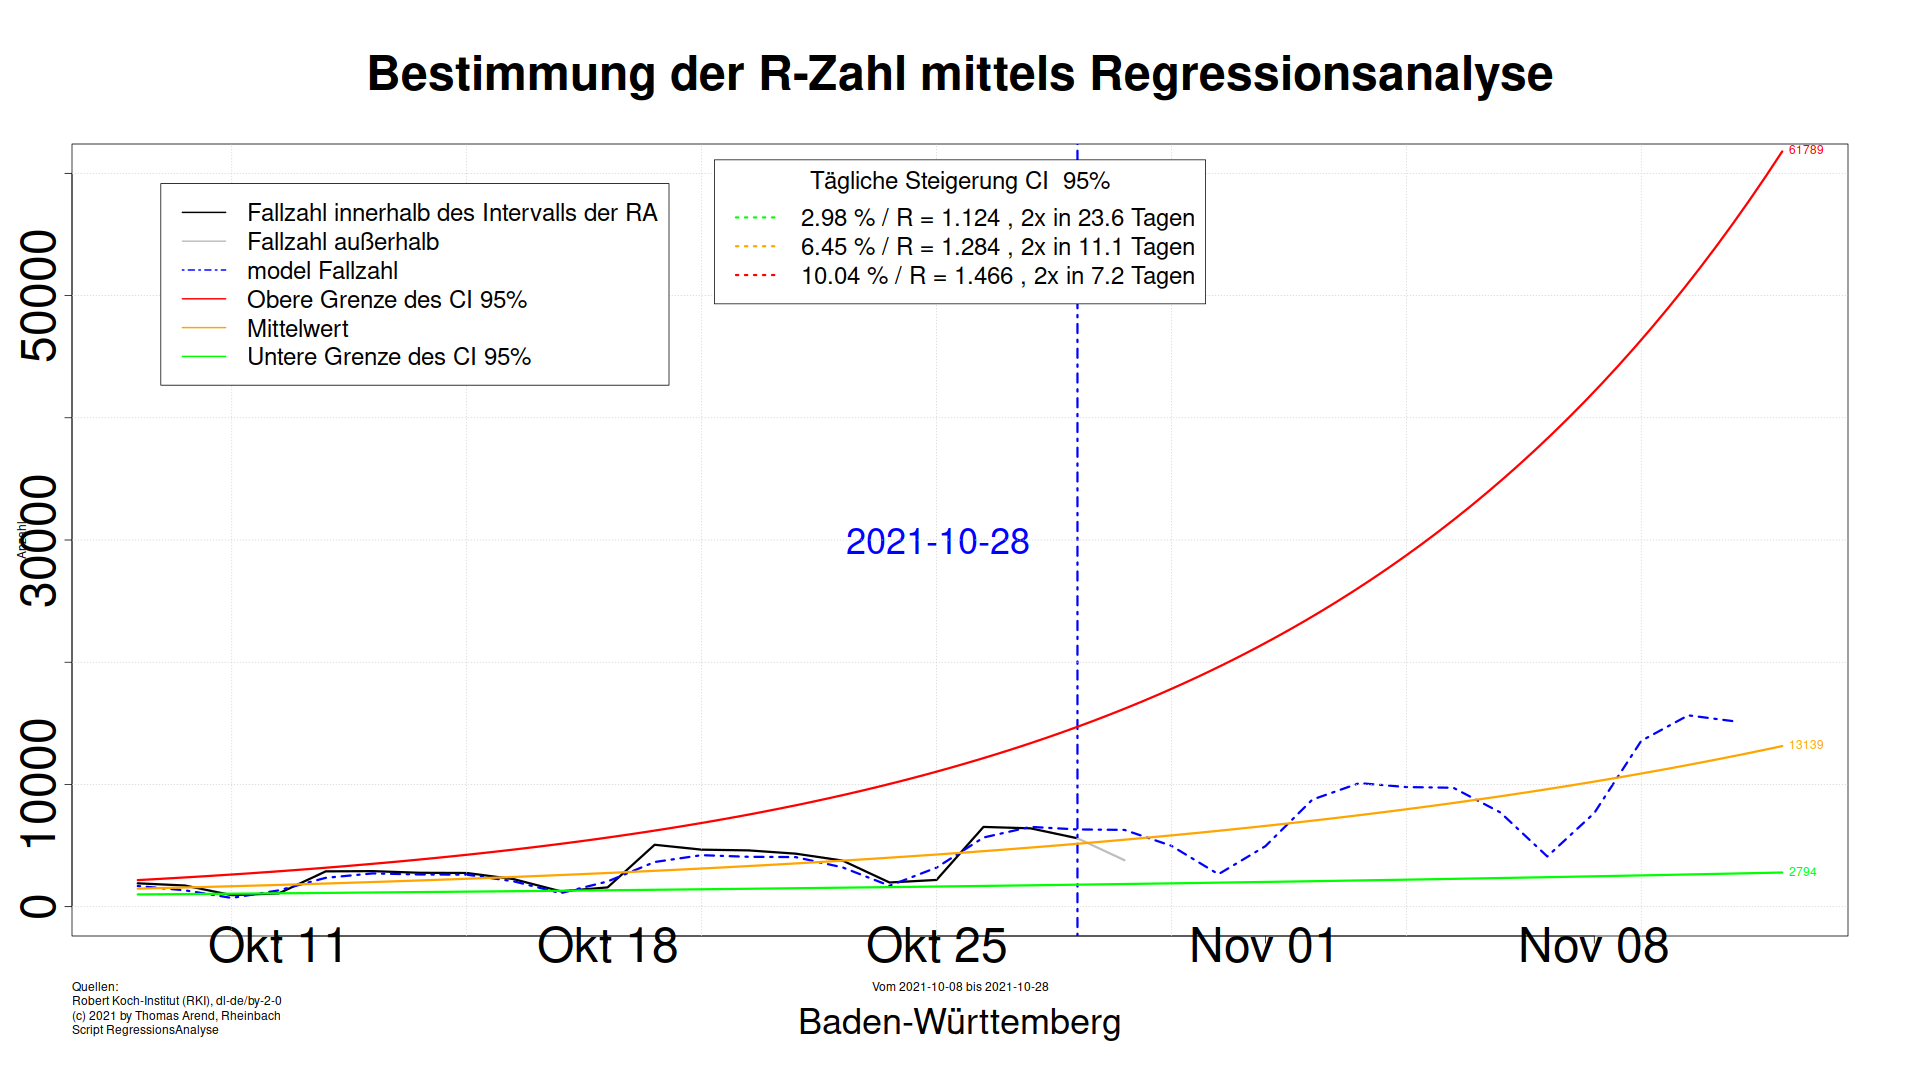 Bestimmung der R-Zahl mittels Regressionsanalyse
Fallzahl innerhalb des Intervalls der RA
Fallzahl außerhalb
model Fallzahl
Obere Grenze des CI 95%
Mittelwert
Untere Grenze des CI 95%
Tägliche Steigerung CI 95%
2.98 % / R = 1.124 , 2x in 23.6 Tagen
6.45 % / R = 1.284 , 2x in 11.1 Tagen
10.04 % / R = 1.466 , 2x in 7.2 Tagen
61789
13139
2794
2021-10-28
Anzahl
50000
30000
10000
0
Okt 11
Okt 18
Okt 25
Nov 01
Nov 08
Quellen:
Robert Koch-Institut (RKI), dl-de/by-2-0
(c) 2021 by Thomas Arend, Rheinbach
Script RegressionsAnalyse
Vom 2021-10-08 bis 2021-10-28
Baden-Württemberg